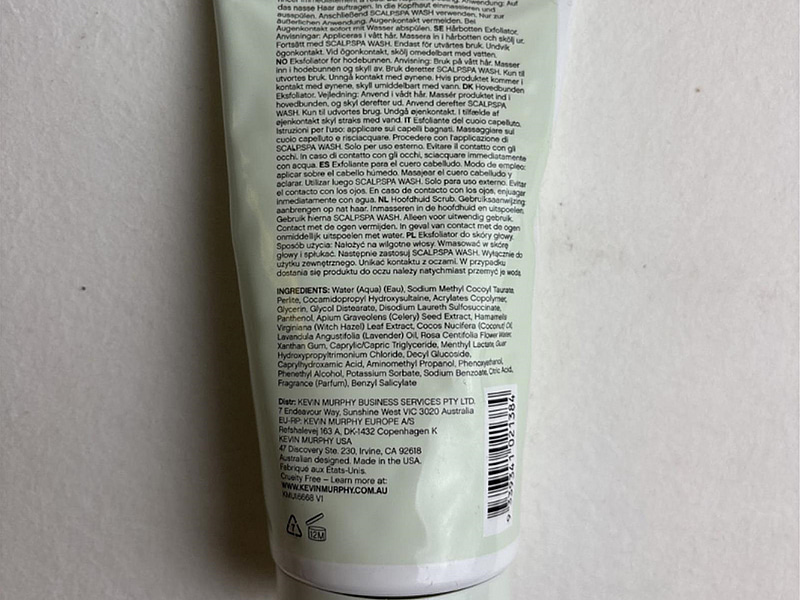 das nasse Haar auftragen. In die Kopfhaut einmassieren und
ausspülen. Anschließend SCALP.SPA WASH verwenden. Nur zur
äußerlichen Anwendung. Augenkontakt vermeiden. Bei
Augenkontakt sofort mit Wasser abspülen. SE Hårbotten Exfoliator.
Anvisningar: Appliceras i vått hår. Massera in i hårbotten och skölj ur.
Fortsätt med SCALP.SPA WASH. Endast för utvärtes bruk. Undvik
ögonkontakt. Vid ögonkontakt, skölj omedelbart med vatten.
NO Eksfoliator for hodebunnen. Anvisning: Bruk på vått hår. Masser
inn i hodebunnen og skyll av. Bruk deretter SCALP.SPA WASH. Kun til
utvortes bruk. Unngå kontakt med øynene. Hvis produktet kommer i
kontakt med øynene, skyll umiddelbart med vann. DK Hovedbunden
Eksfoliator. Vejledning: Anvend i vådt hår. Massér produktet ind i
hovedbunden, og skyl derefter ud. Anvend derefter SCALP.SPA
WASH. Kun til udvortes brug. Undgå øjenkontakt. I tilfælde af
øjenkontakt skyl straks med vand. IT Esfoliante del cuoio capelluto.
Istruzioni per l'uso: applicare sui capelli bagnati. Massaggiare sul
cuoio capelluto e risciacquare. Procedere con l'applicazione di
SCALP.SPA WASH. Solo per uso esterno. Evitare il contatto con gli
occhi. In caso di contatto con gli occhi, sciacquare immediatamente
con acqua. ES Exfoliante para el cuero cabelludo. Modo de empleo:
aplicar sobre el cabello húmedo. Masajear el cuero cabelludo y
aclarar. Utilizar luego SCALP.SPA WASH. Solo para uso externo. Evitar
el contacto con los ojos. En caso de contacto con los ojos, enjuagar
inmediatamente con agua. NL Hoofdhuid Scrub. Gebruiksaanwijzing:
aanbrengen op nat haar. Inmasseren in de hoofdhuid en uitspoelen.
Gebruik hierna SCALP.SPA WASH. Alleen voor uitwendig gebruik.
Contact met de ogen vermijden. In geval van contact met de ogen
onmiddellijk uitspoelen met water. PL Eksfoliator do skóry głowy.
Sposób użycia: Nałożyć na wilgotne włosy. Wmasować w skórę
głowy i spłukać. Następnie zastosuj SCALP.SPA WASH. Wyłącznie do
użytku zewnętrznego. Unikać kontaktu z oczami. W przypadku
dostania się produktu do oczu należy natychmiast przemyć je wodą.
INGREDIENTS: Water (Aqua) (Eau), Sodium Methyl Cocoyl Taurate,
Perlite, Cocamidopropyl Hydroxysultaine, Acrylates Copolymer,
Glycerin, Glycol Distearate, Disodium Laureth Sulfosuccinate,
Panthenol, Apium Graveolens (Celery) Seed Extract, Hamamelis
Virginiana (Witch Hazel) Leaf Extract, Cocos Nucifera (Coconut) Oil,
Lavandula Angustifolia (Lavender) Oil, Rosa Centifolia Flower Water,
Xanthan Gum, Caprylic/Capric Triglyceride, Menthyl Lactate, Guar
Hydroxypropyltrimonium Chloride, Decyl Glucoside,
Caprylhydroxamic Acid, Aminomethyl Propanol, Phenoxyethanol,
Phenethyl Alcohol, Potassium Sorbate, Sodium Benzoate, Citric Acid,
Fragrance (Parfum), Benzyl Salicylate
Distr: KEVIN MURPHY BUSINESS SERVICES PTY LTD.
7 Endeavour Way, Sunshine West VIC 3020 Australia
EU-RP: KEVIN MURPHY EUROPE A/S
Refshalevej 163 A, DK-1432 Copenhagen K
KEVIN MURPHY USA
47 Discovery Ste. 230, Irvine, CA 92618
Australian designed. Made in the USA.
Fabriqué aux États-Unis.
Cruelty Free – Learn more at:
WWW.KEVINMURPHY.COM.AU
KMU16668 V1
7 12M
9 339341 021384